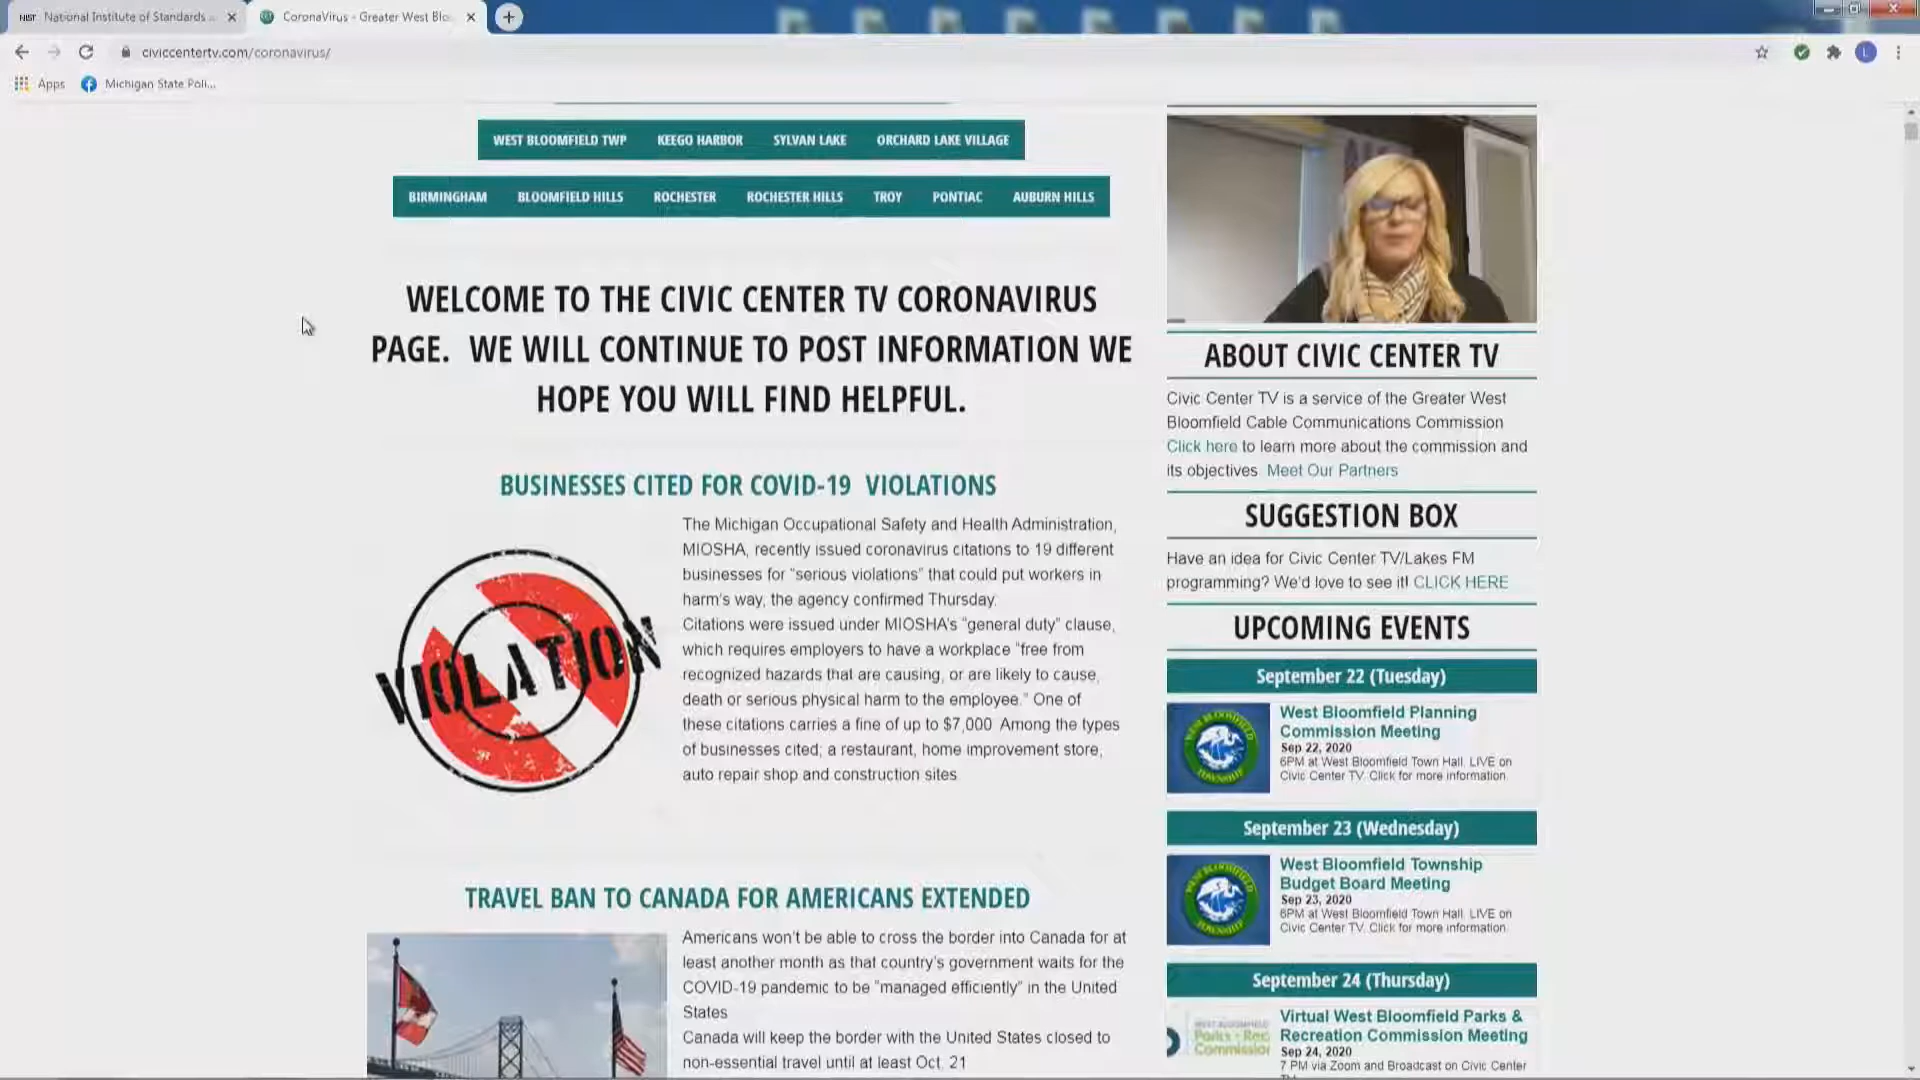 National Institute of Standards
CoronaVirus - Greater West Blo
civiccentertv.com/coronavirus/
Apps
Michigan State Poli...
WEST BLOOMFIELD TWP KEEGO HARBOR SYLVAN LAKE ORCHARD LAKE VILLAGE
BIRMINGHAM BLOOMFIELD HILLS ROCHESTER ROCHESTER HILLS TROY PONTIAC AUBURN HILLS
WELCOME TO THE CIVIC CENTER TV CORONAVIRUS
PAGE. WE WILL CONTINUE TO POST INFORMATION WE
HOPE YOU WILL FIND HELPFUL.
BUSINESSES CITED FOR COVID-19 VIOLATIONS
VIOLATION
The Michigan Occupational Safety and Health Administration,
MIOSHA, recently issued coronavirus citations to 19 different
businesses for "serious violations" that could put workers in
harm's way, the agency confirmed Thursday.
Citations were issued under MIOSHA's "general duty" clause,
which requires employers to have a workplace "free from
recognized hazards that are causing, or are likely to cause,
death or serious physical harm to the employee." One of
these citations carries a fine of up to $7,000 Among the types
of businesses cited; a restaurant, home improvement store,
auto repair shop and construction sites
TRAVEL BAN TO CANADA FOR AMERICANS EXTENDED
Americans won't be able to cross the border into Canada for at
least another month as that country's government waits for the
COVID-19 pandemic to be "managed efficiently" in the United
States
Canada will keep the border with the United States closed to
non-essential travel until at least Oct. 21
ABOUT CIVIC CENTER TV
Civic Center TV is a service of the Greater West
Bloomfield Cable Communications Commission
Click here to learn more about the commission and
its objectives Meet Our Partners
SUGGESTION BOX
Have an idea for Civic Center TV/Lakes FM
programming? We'd love to see it! CLICK HERE
UPCOMING EVENTS
September 22 (Tuesday)
West Bloomfield Planning
Commission Meeting
Sep 22, 2020
6PM at West Bloomfield Town Hall. LIVE on
Civic Center TV. Click for more information.
September 23 (Wednesday)
West Bloomfield Township
Budget Board Meeting
Sep 23, 2020
6PM at West Bloomfield Town Hall. LIVE on
Civic Center TV. Click for more information.
September 24 (Thursday)
Virtual West Bloomfield Parks &
Recreation Commission Meeting
Sep 24, 2020
7 PM via Zoom and Broadcast on Civic Center